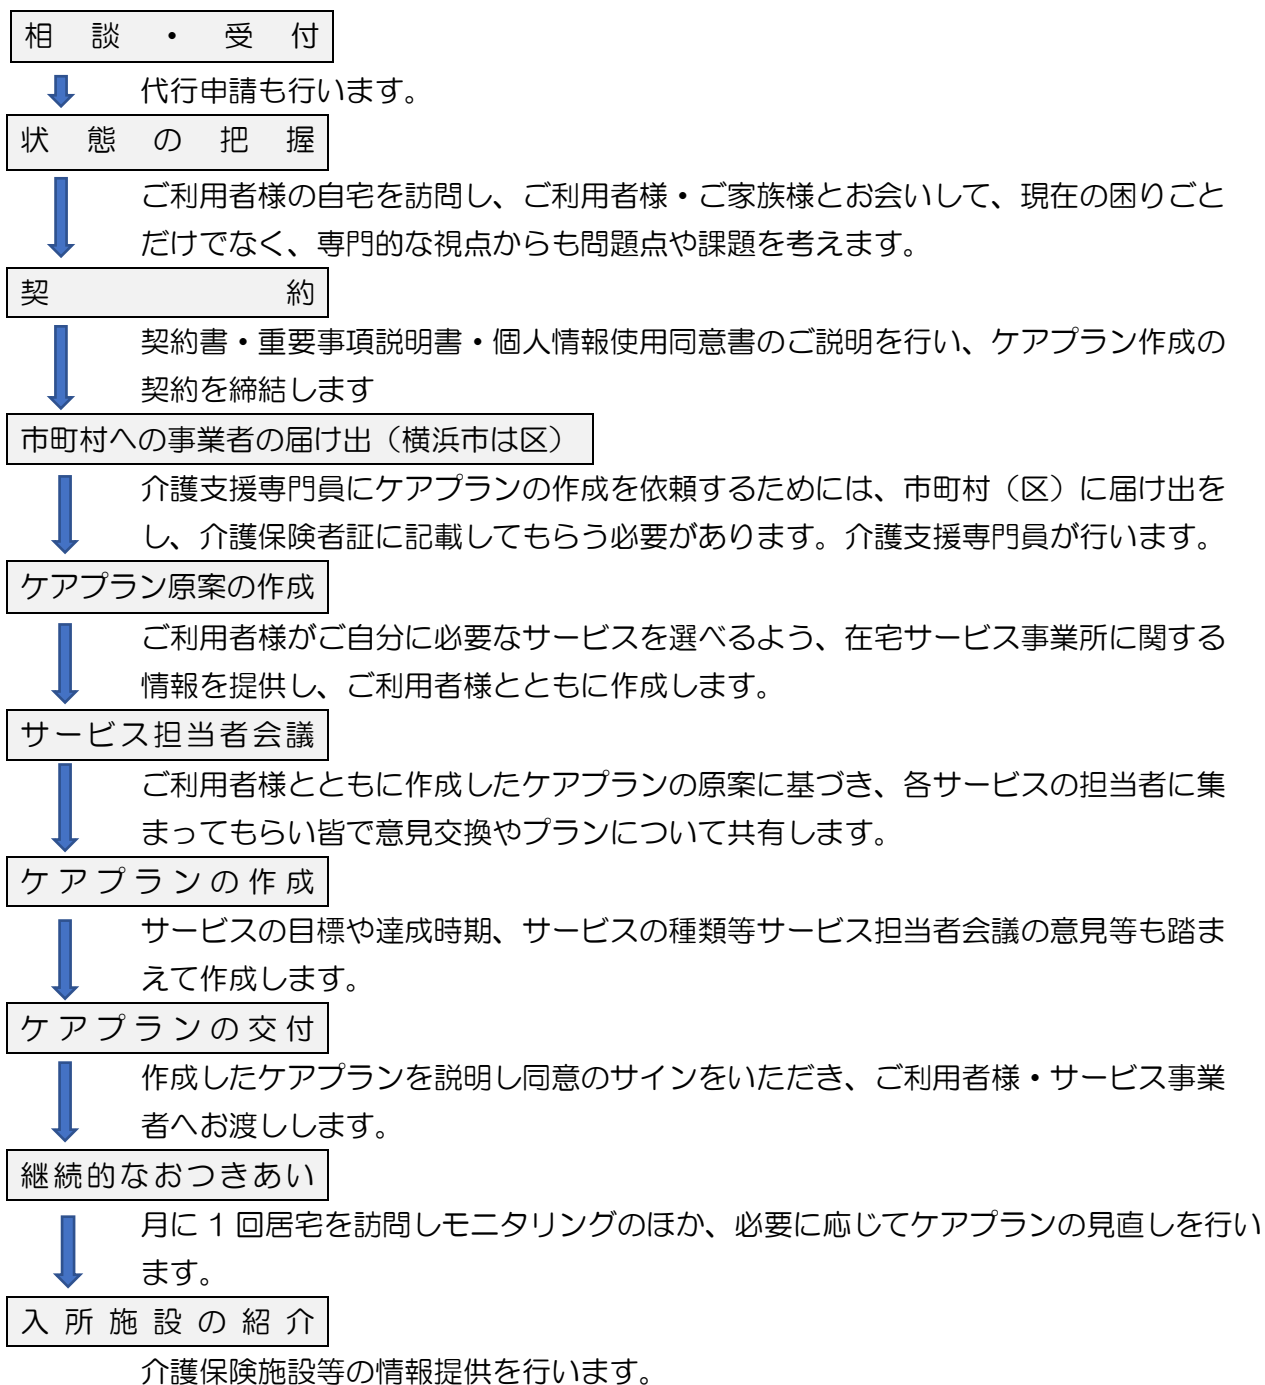 相談・受付
代行申請も行います。
状態の把握
ご利用者様の自宅を訪問し、ご利用者様・ご家族様とお会いして、現在の困りごと
だけでなく、専門的な視点からも問題点や課題を考えます。
契約
契約書・重要事項説明書・個人情報使用同意書のご説明を行い、ケアプラン作成の
契約を締結します
市町村への事業者の届け出（横浜市は区）
介護支援専門員にケアプランの作成を依頼するためには、市町村（区）に届け出を
し、介護保険者証に記載してもらう必要があります。介護支援専門員が行います。
ケアプラン原案の作成
ご利用者様がご自分に必要なサービスを選べるよう、在宅サービス事業所に関する
情報を提供し、ご利用者様とともに作成します。
サービス担当者会議
ご利用者様とともに作成したケアプランの原案に基づき、各サービスの担当者に集
まってもらい皆で意見交換やプランについて共有します。
ケアプランの作成
サービスの目標や達成時期、サービスの種類等サービス担当者会議の意見等も踏ま
えて作成します。
ケアプランの交付
作成したケアプランを説明し同意のサインをいただき、ご利用者様・サービス事業
者へお渡しします。
継続的なおつきあい
月に 1 回居宅を訪問しモニタリングのほか、必要に応じてケアプランの見直しを行い
ます。
入所施設の紹介
介護保険施設等の情報提供を行います。